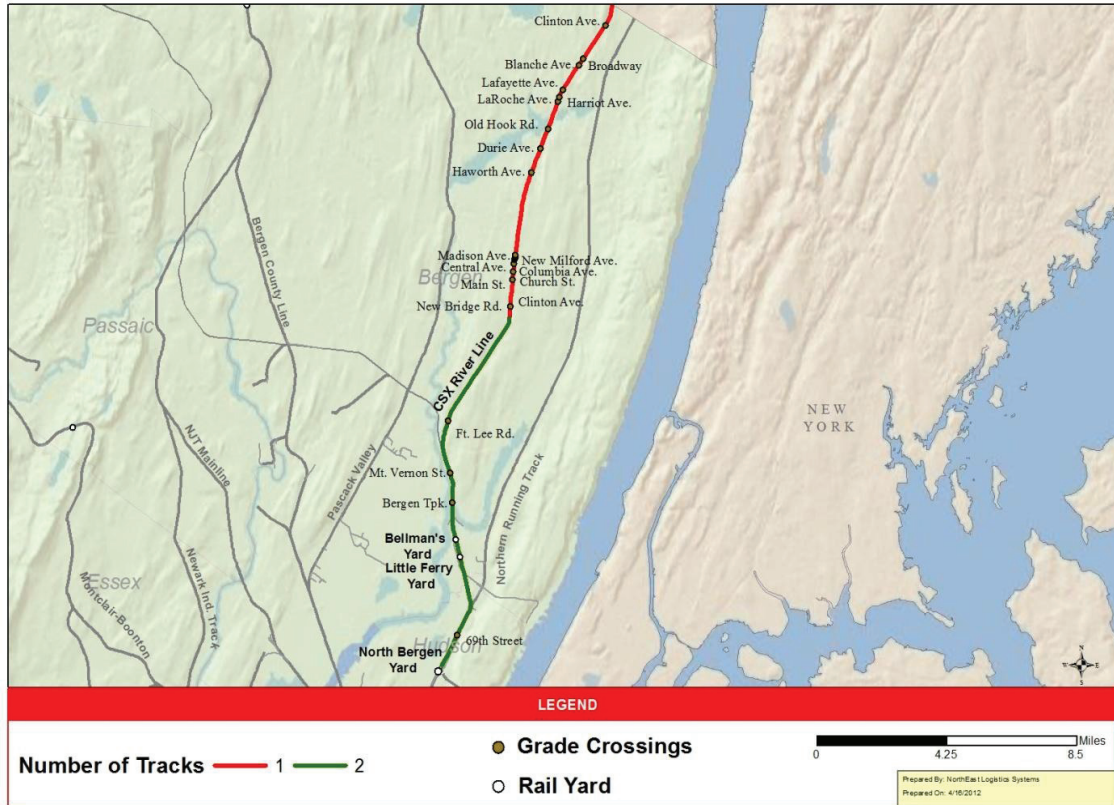 Clinton Ave.
Blanche Ave.
Broadway
Lafayette Ave.
LaRoche Ave.
Harriot Ave.
Old Hook Rd.
Durie Ave.
Haworth Ave.
Bergen County Line
Madison Ave.
New Milford Ave.
Central Ave.
Columbia Ave.
Bergen
Main St.
Church St.
New Bridge Rd.
Clinton Ave.
Passaic
CSX River Line
NEW
YORK
Ft. Lee Rd.
NJT Mainline
Pascack Valley
Mt. Vernon St.
Bergen Tpk.
Northern Running Track
Bellman's
Yard
Little Ferry
Yard
Essex
Montclair-Boonton
Newark Ind. Track
Hudson
69th Street
North Bergen
Yard
N
W E
S
LEGEND
Number of Tracks 1 2
Grade Crossings
Rail Yard
Miles
0 4.25 8.5
Prepared By: NorthEast Logistics Systems
Prepared On: 4/16/2012